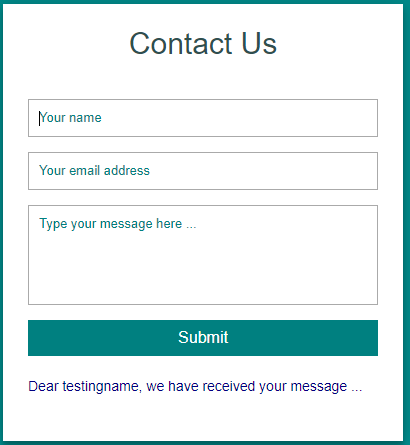 Contact Us
Your name
Your email address
Type your message here ...
Submit
Dear testingname, we have received your message ...